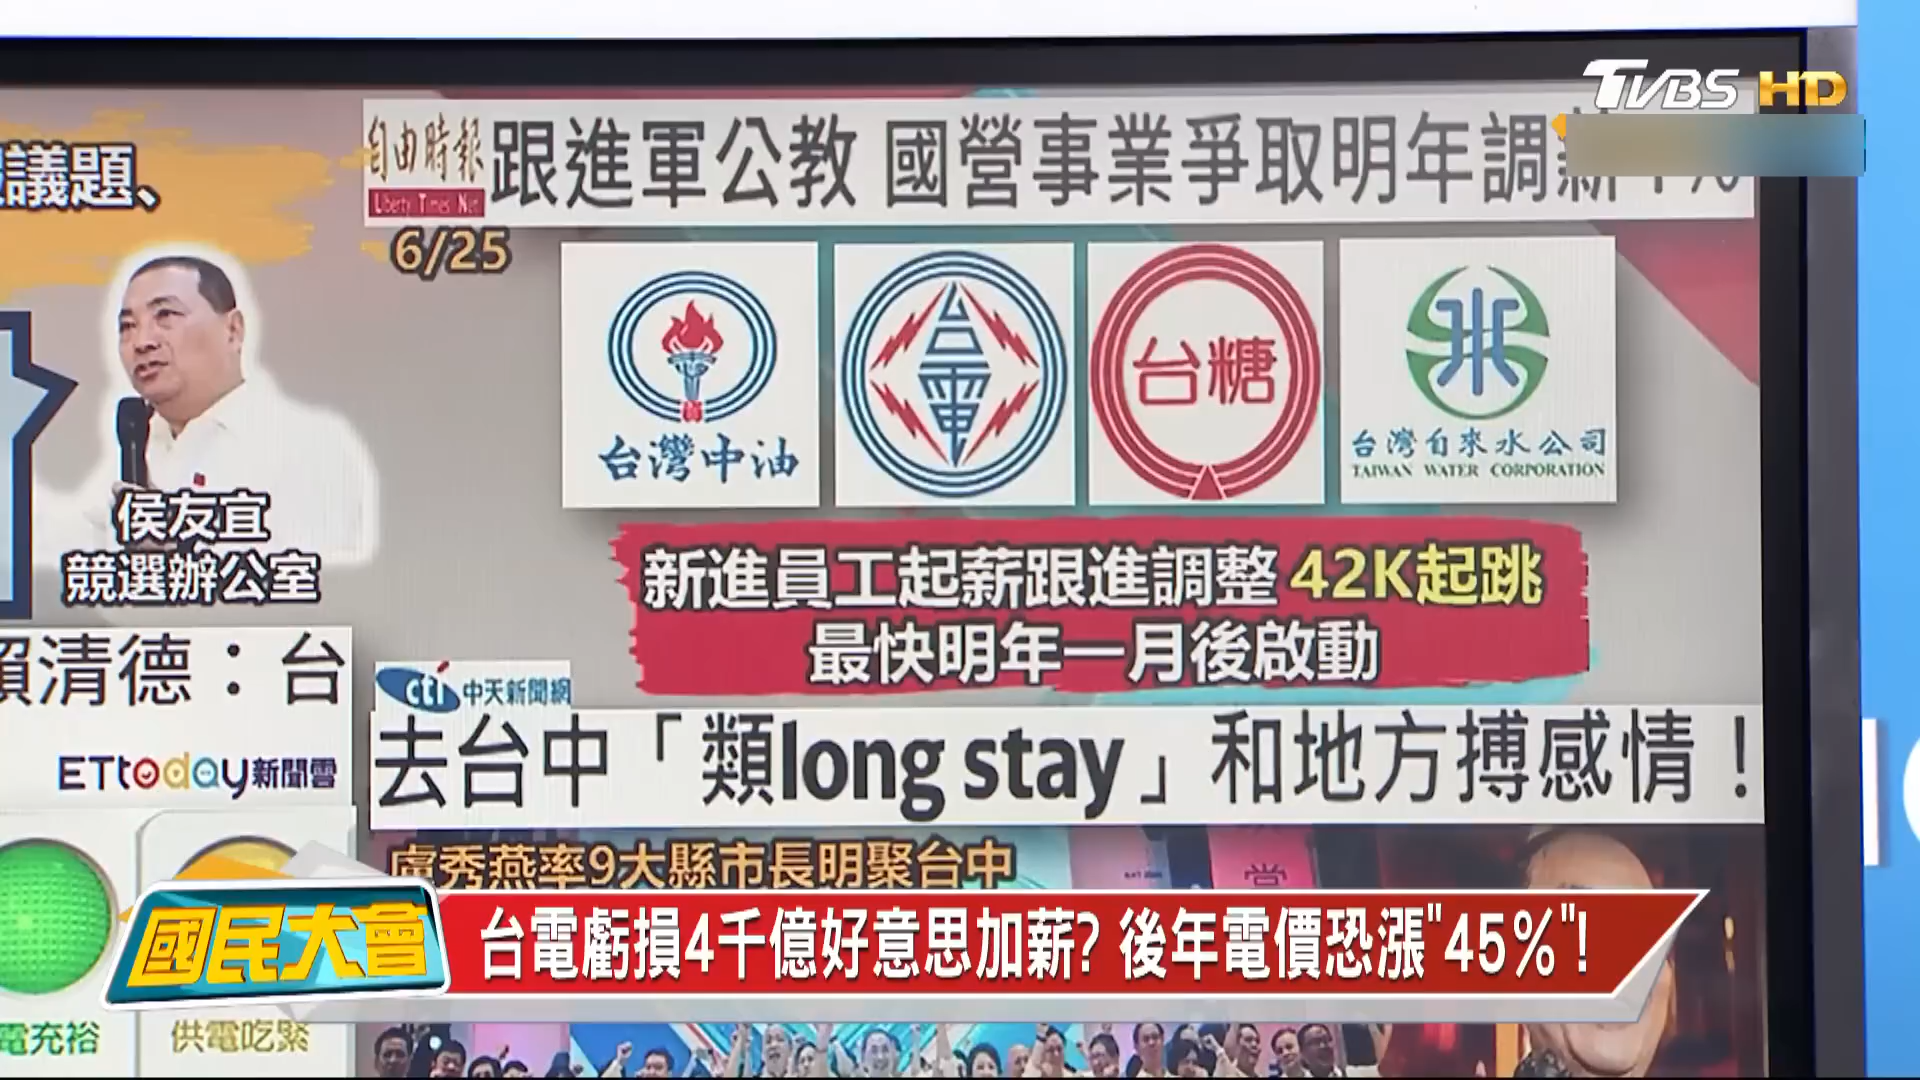 TVBS HD
議題、
自由時報
Liberty Times Net
跟進軍公教 國營事業爭取明年調薪4%
6/25
台灣中油
台電
台糖
水
台灣自來水公司
TAIWAN WATER CORPORATION
侯友宜
競選辦公室
新進員工起薪跟進調整 42K起跳
最快明年一月後啟動
賴清德：台
ETtoday新聞雲
cti 中天新聞網
去台中「類long stay」和地方搏感情！
盧秀燕率9大縣市長明聚台中
國民大會
台電虧損4千億好意思加薪? 後年電價恐漲"45%"!
電充裕
供電吃緊